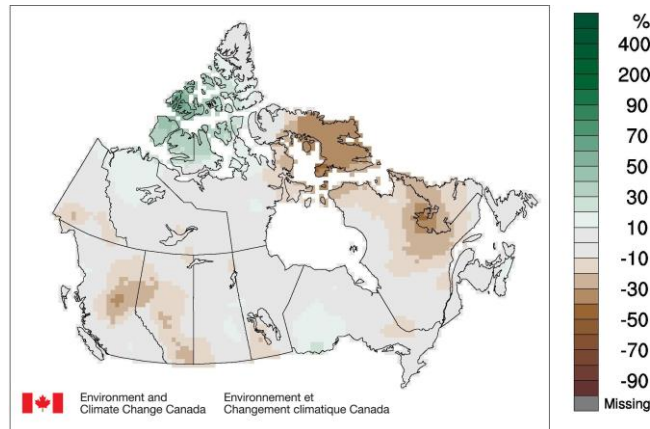 %
400
200
90
70
50
30
10
-10
-30
-50
-70
-90
Missing
Environment and
Climate Change Canada
Environnement et
Changement climatique Canada